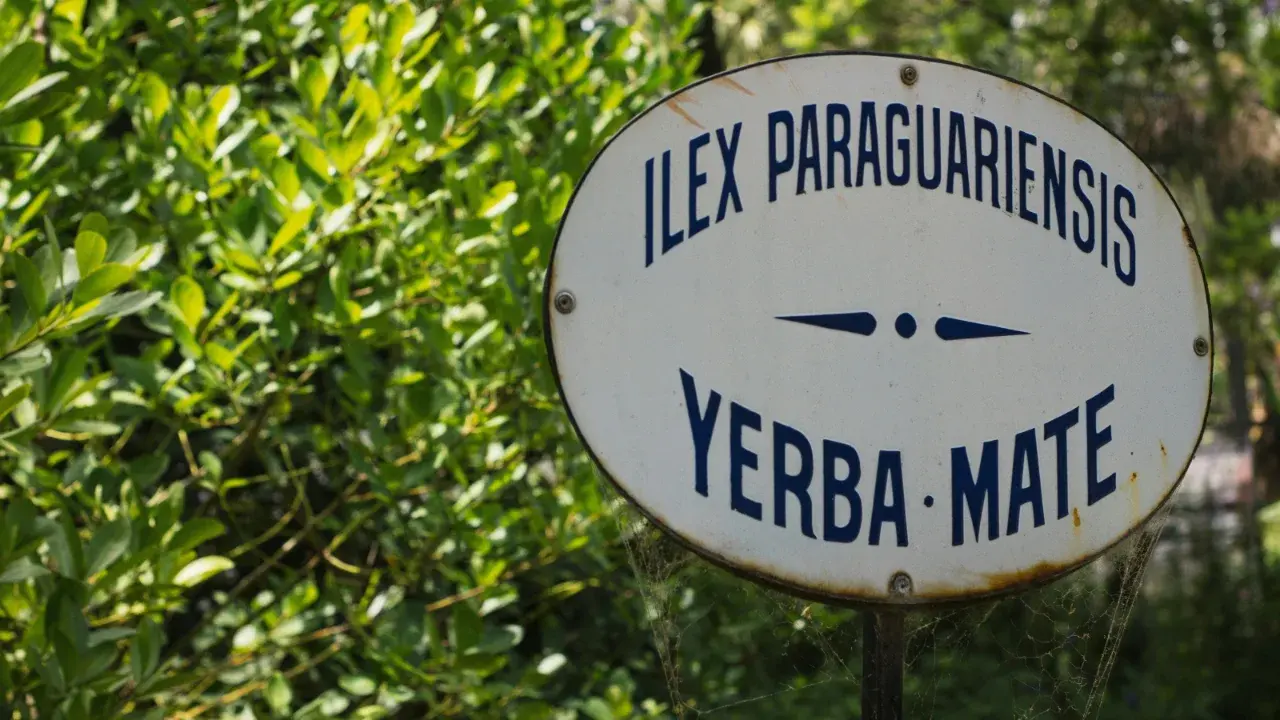 ILEX PARAGUARIENSIS
YERBA·MATE